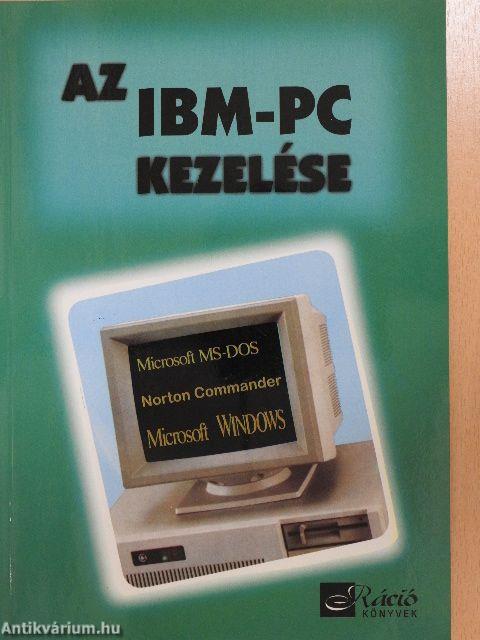 AZ
IBM-PC
KEZELÉSE
Microsoft MS-DOS
Norton Commander
Microsoft WINDOWS
Ráció
KÖNYVEK
Antikvárium.hu